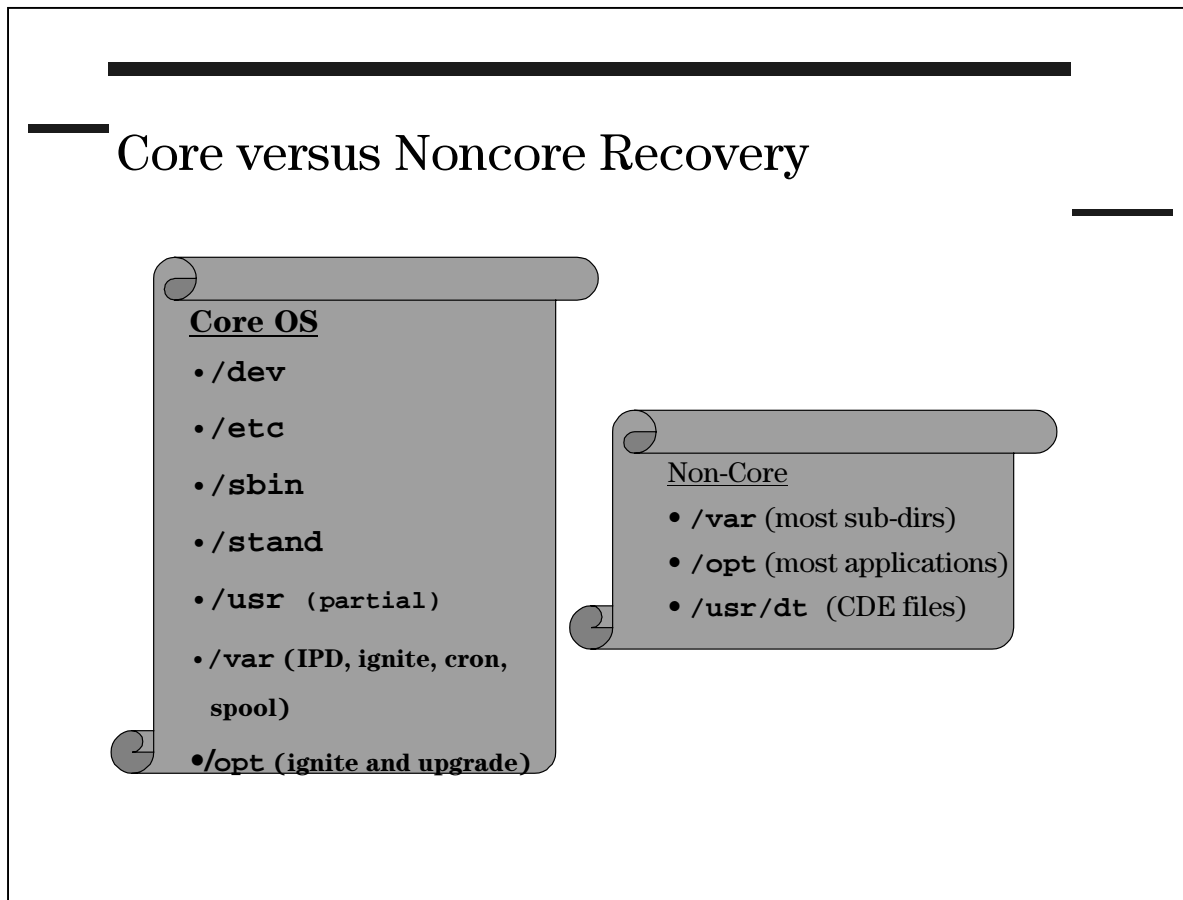 Core versus Noncore Recovery
Core OS
•/dev
•/etc
•/sbin
•/stand
•/usr (partial)
•/var (IPD, ignite, cron,
spool)
•/opt (ignite and upgrade)
Non-Core
• /var (most sub-dirs)
• /opt (most applications)
• /usr/dt (CDE files)